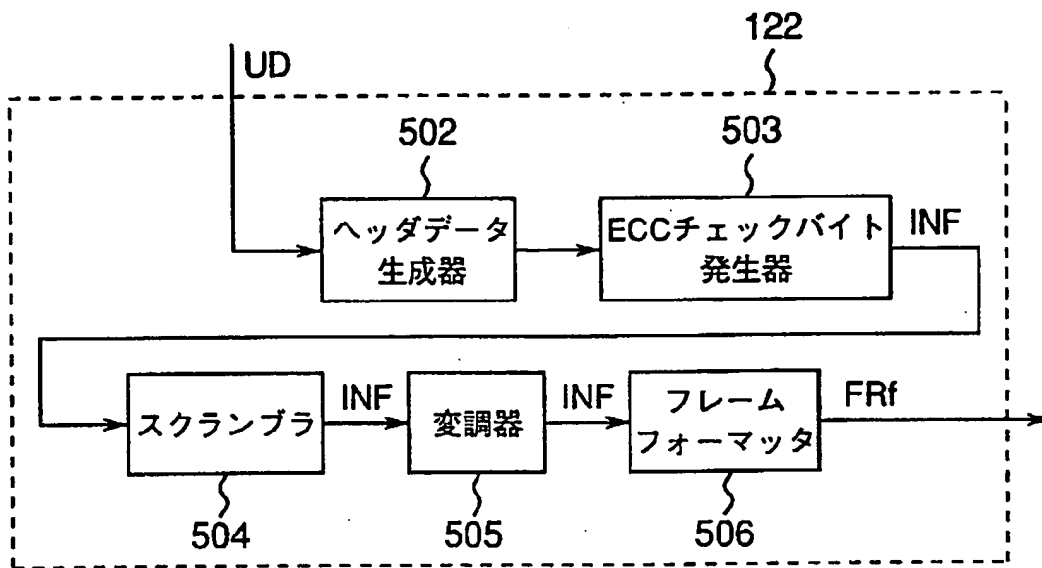 122
UD
502
503
ヘッダデータ
生成器
ECCチェックバイト
発生器
INF
スクランブラ
INF
変調器
INF
フレーム
フォーマッタ
FRf
504
505
506